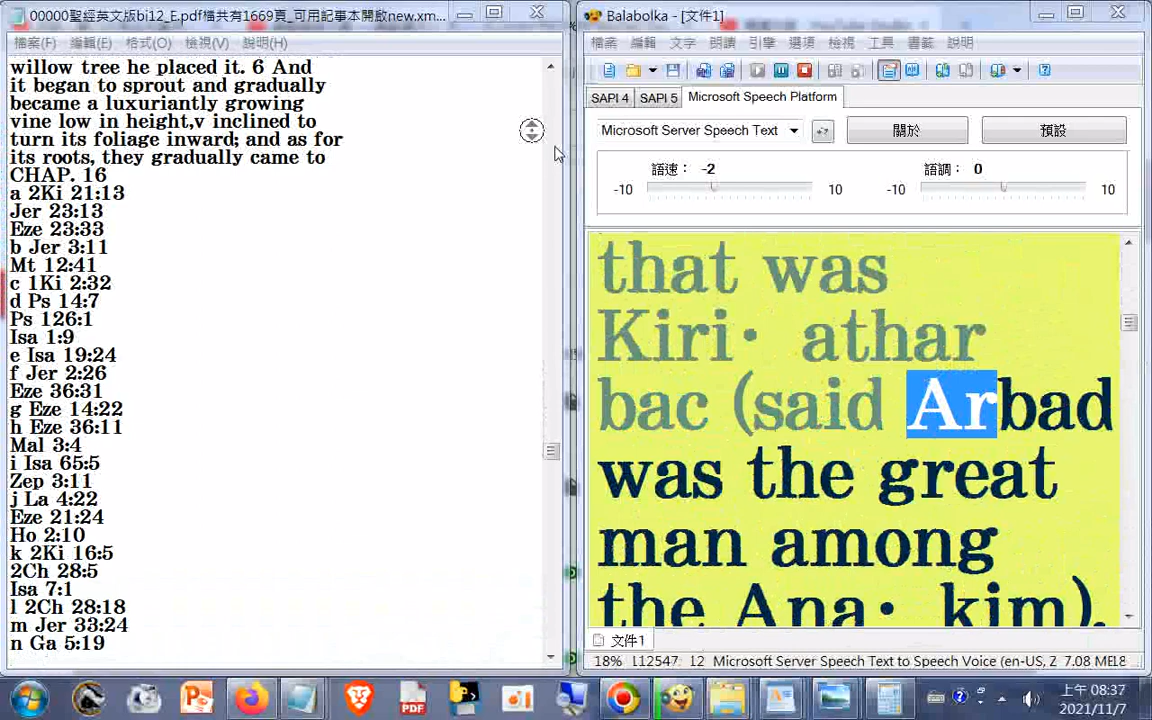 00000聖經英文版bi12_E.pdf檔共有1669頁_可用記事本開啟new.xm...
檔案(F) 編輯(E) 格式(O) 檢視(V) 說明(H)
willow tree he placed it. 6 And
it began to sprout and gradually
became a luxuriantly growing
vine low in height,v inclined to
turn its foliage inward; and as for
its roots, they gradually came to
CHAP. 16
a 2Ki 21:13
Jer 23:13
Eze 23:33
b Jer 3:11
Mt 12:41
c 1Ki 2:32
d Ps 14:7
Ps 126:1
Isa 1:9
e Isa 19:24
f Jer 2:26
Eze 36:31
g Eze 14:22
h Eze 36:11
Mal 3:4
i Isa 65:5
Zep 3:11
j La 4:22
Eze 21:24
Ho 2:10
k 2Ki 16:5
2Ch 28:5
Isa 7:1
l 2Ch 28:18
m Jer 33:24
n Ga 5:19
Balabolka - [文件1]
檔案 編輯 文字 朗讀 引擎 選項 檢視 工具 書籤 說明
SAPI 4 SAPI 5 Microsoft Speech Platform
Microsoft Server Speech Text 關於 預設
語速： -2 語調： 0
-10 10 -10 10
that was
Kiri· athar
bac (said Arbad
was the great
man among
the Ana· kim).
文件1
18% 112547: 12 Microsoft Server Speech Text to Speech Voice (en-US, Z 7.08 MB
上午 08:37
2021/11/7